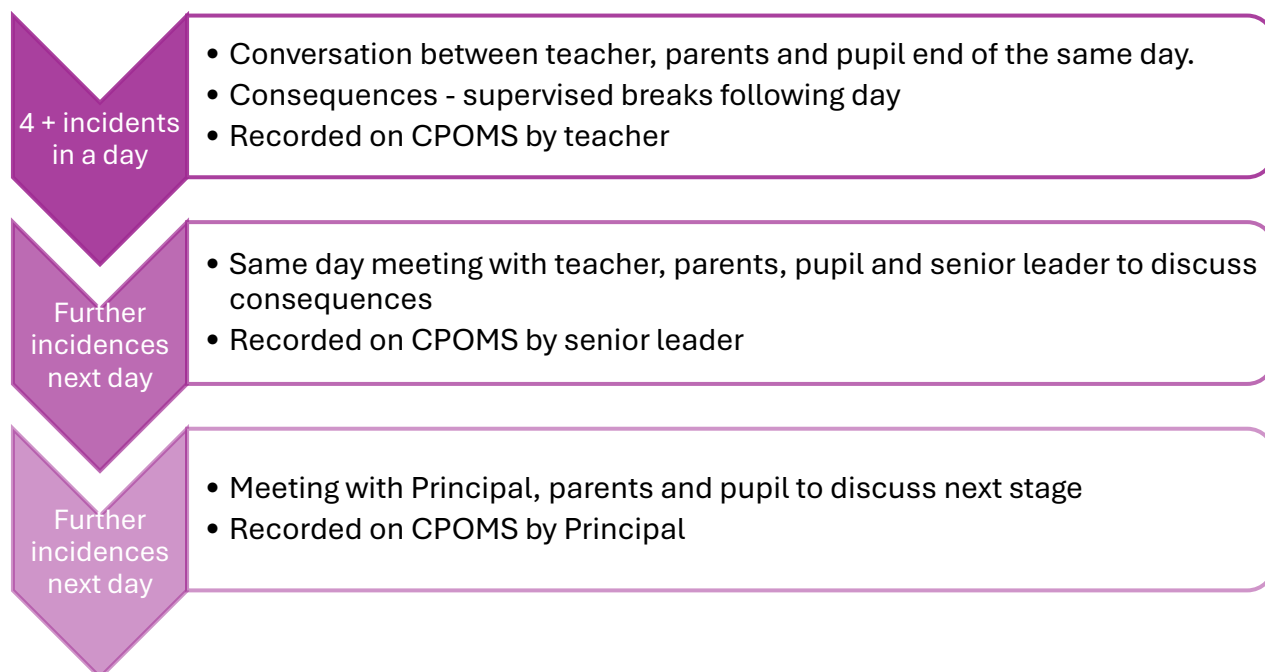 4 + incidents
in a day
• Conversation between teacher, parents and pupil end of the same day.
• Consequences - supervised breaks following day
• Recorded on CPOMS by teacher
Further
incidences
next day
• Same day meeting with teacher, parents, pupil and senior leader to discuss
consequences
• Recorded on CPOMS by senior leader
Further
incidences
next day
• Meeting with Principal, parents and pupil to discuss next stage
• Recorded on CPOMS by Principal